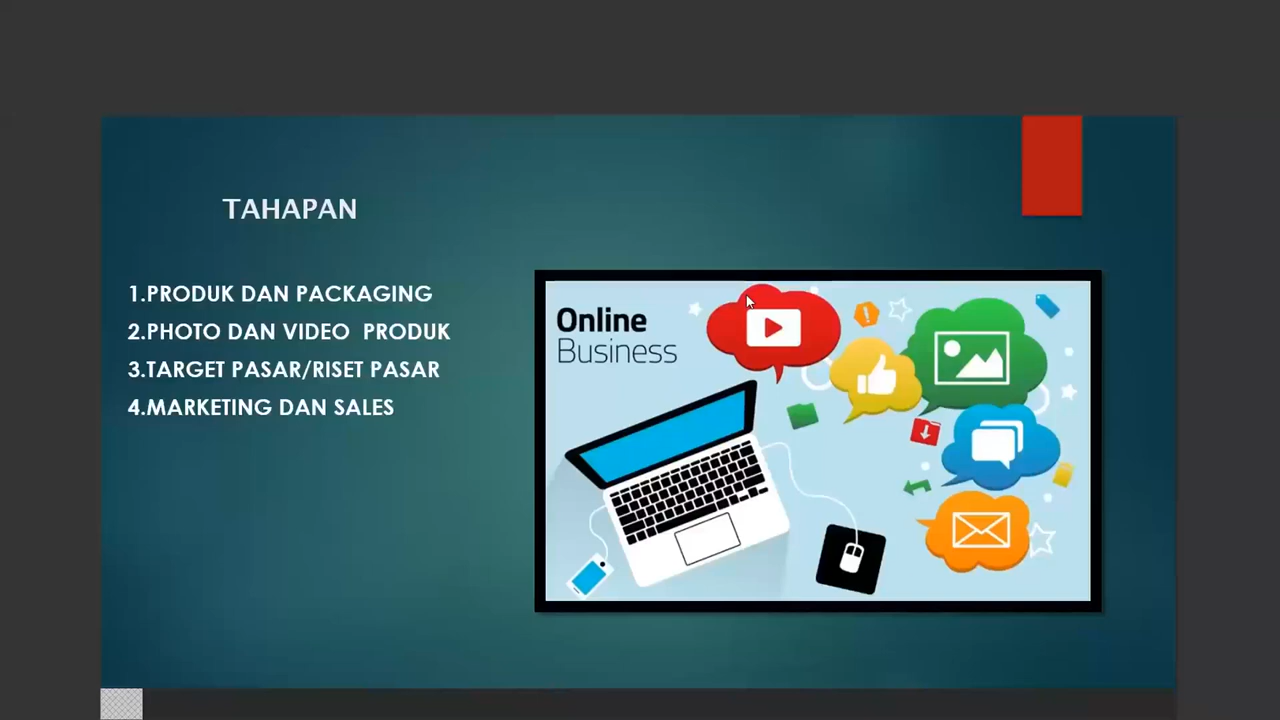 TAHAPAN
1.PRODUK DAN PACKAGING
2.PHOTO DAN VIDEO PRODUK
3.TARGET PASAR/RISET PASAR
4.MARKETING DAN SALES
Online
Business